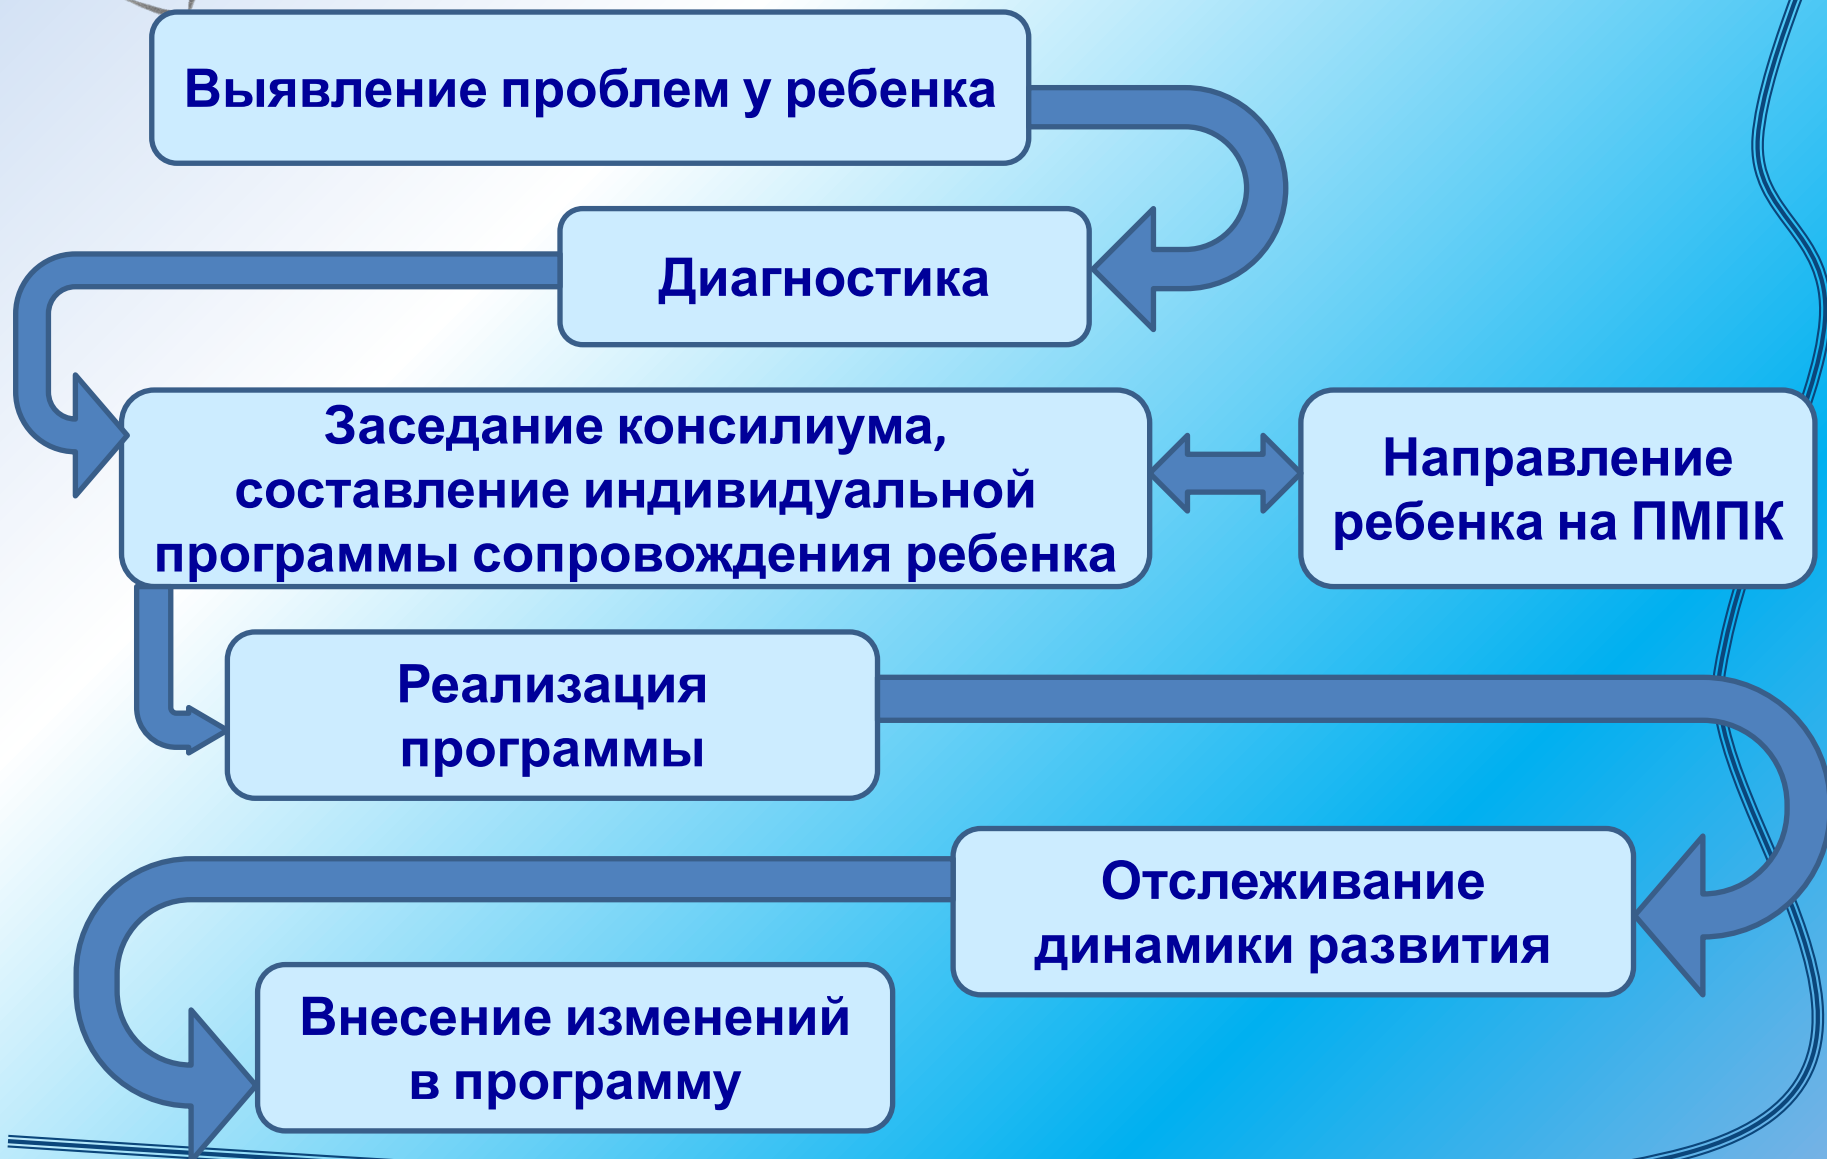 Выявление проблем у ребенка
Диагностика
Заседание консилиума,
составление индивидуальной
программы сопровождения ребенка
Направление
ребенка на ПМПК
Реализация
программы
Отслеживание
динамики развития
Внесение изменений
в программу